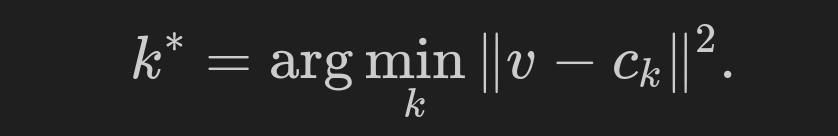 k* = arg min_k ‖v − c_k‖².